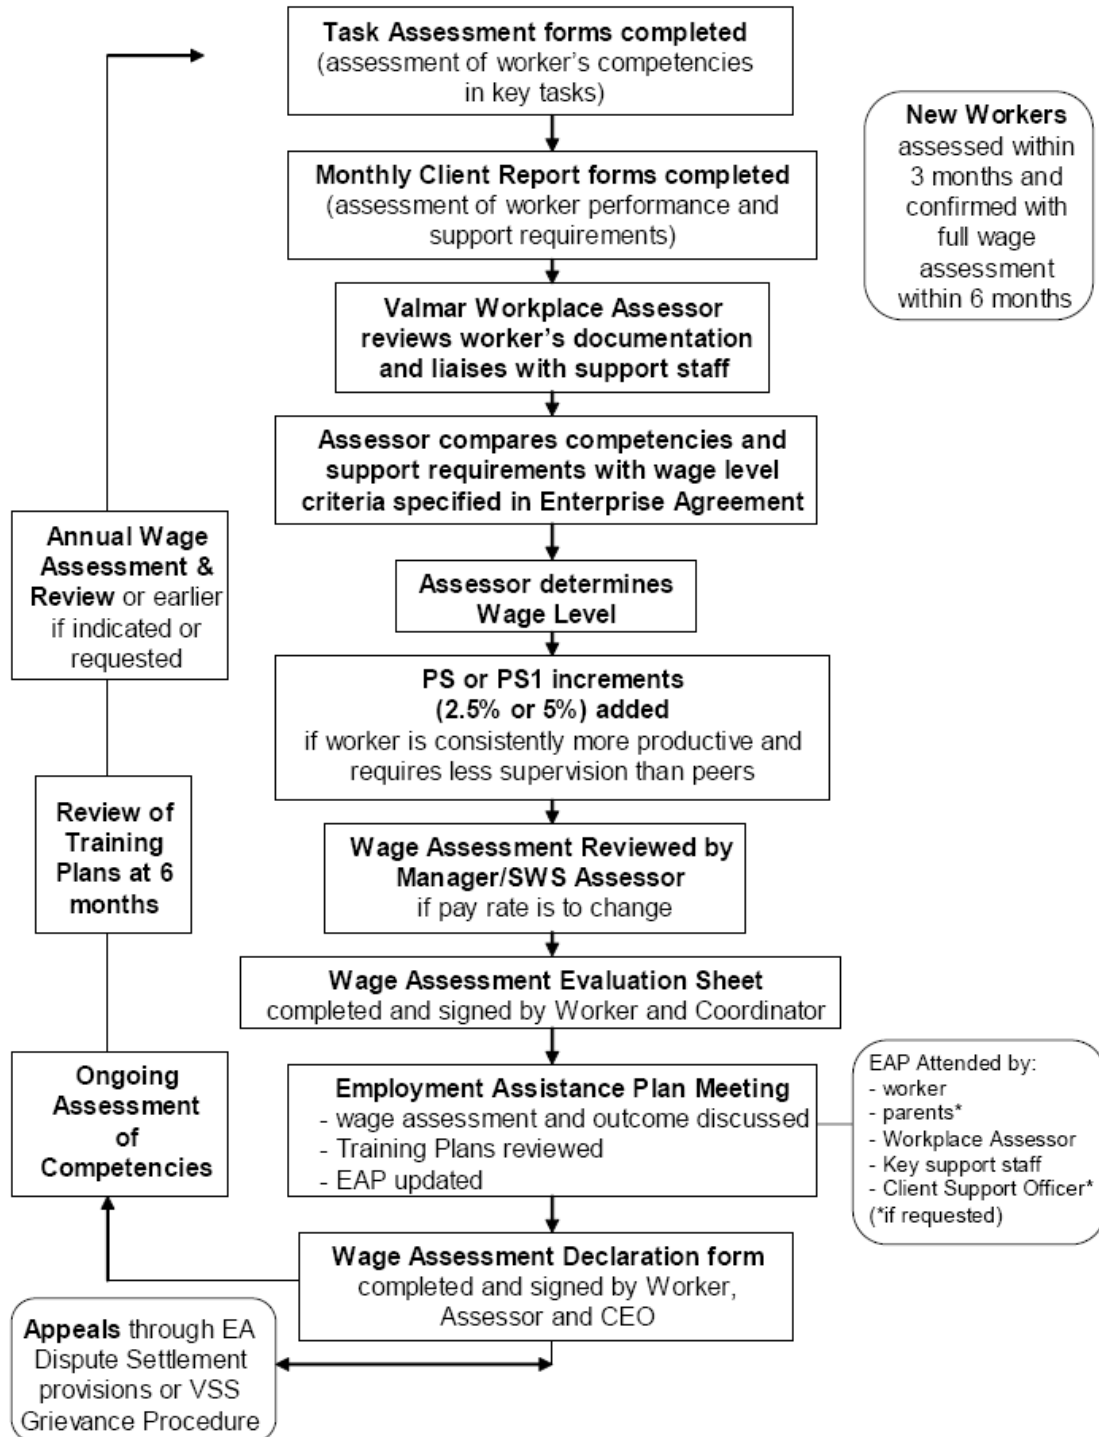 Task Assessment forms completed
(assessment of worker's competencies
in key tasks)
New Workers
assessed within
3 months and
confirmed with
full wage
assessment
within 6 months
Monthly Client Report forms completed
(assessment of worker performance and
support requirements)
Valmar Workplace Assessor
reviews worker's documentation
and liaises with support staff
Assessor compares competencies and
support requirements with wage level
criteria specified in Enterprise Agreement
Annual Wage
Assessment &
Review or earlier
if indicated or
requested
Assessor determines
Wage Level
PS or PS1 increments
(2.5% or 5%) added
if worker is consistently more productive and
requires less supervision than peers
Review of
Training
Plans at 6
months
Wage Assessment Reviewed by
Manager/SWS Assessor
if pay rate is to change
Wage Assessment Evaluation Sheet
completed and signed by Worker and Coordinator
Ongoing
Assessment
of
Competencies
Employment Assistance Plan Meeting
- wage assessment and outcome discussed
- Training Plans reviewed
- EAP updated
EAP Attended by:
- worker
- parents*
- Workplace Assessor
- Key support staff
- Client Support Officer*
(*if requested)
Wage Assessment Declaration form
completed and signed by Worker,
Assessor and CEO
Appeals through EA
Dispute Settlement
provisions or VSS
Grievance Procedure